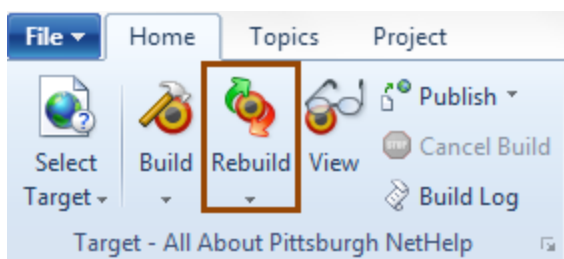 File Home Topics Project
Select Target Build Rebuild View Publish
Cancel Build
Build Log
Target - All About Pittsburgh NetHelp